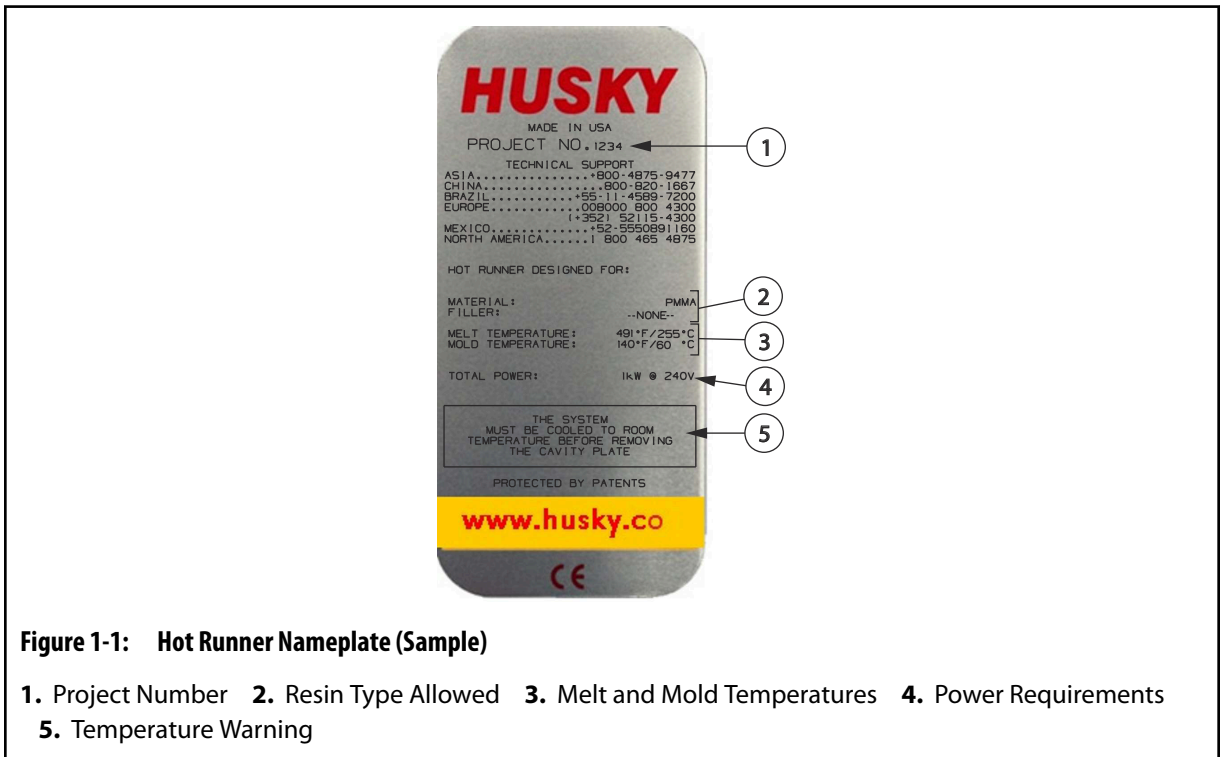 HUSKY
MADE IN USA
PROJECT NO. 1234
1
TECHNICAL SUPPORT
ASIA...............+800-4875-9477
CHINA................800-820-1667
BRAZIL...........+55-11-4589-7200
EUROPE...........008000 800 4300
(+352) 52115-4300
MEXICO.............+52-5550891160
NORTH AMERICA......1 800 465 4875
HOT RUNNER DESIGNED FOR:
MATERIAL: PMMA
FILLER: --NONE--
2
MELT TEMPERATURE: 491°F/255°C
MOLD TEMPERATURE: 140°F/60 °C
3
TOTAL POWER: 1kW @ 240V
4
THE SYSTEM
MUST BE COOLED TO ROOM
TEMPERATURE BEFORE REMOVING
THE CAVITY PLATE
5
PROTECTED BY PATENTS
www.husky.co
CE
Figure 1-1: Hot Runner Nameplate (Sample)
1. Project Number 2. Resin Type Allowed 3. Melt and Mold Temperatures 4. Power Requirements
5. Temperature Warning